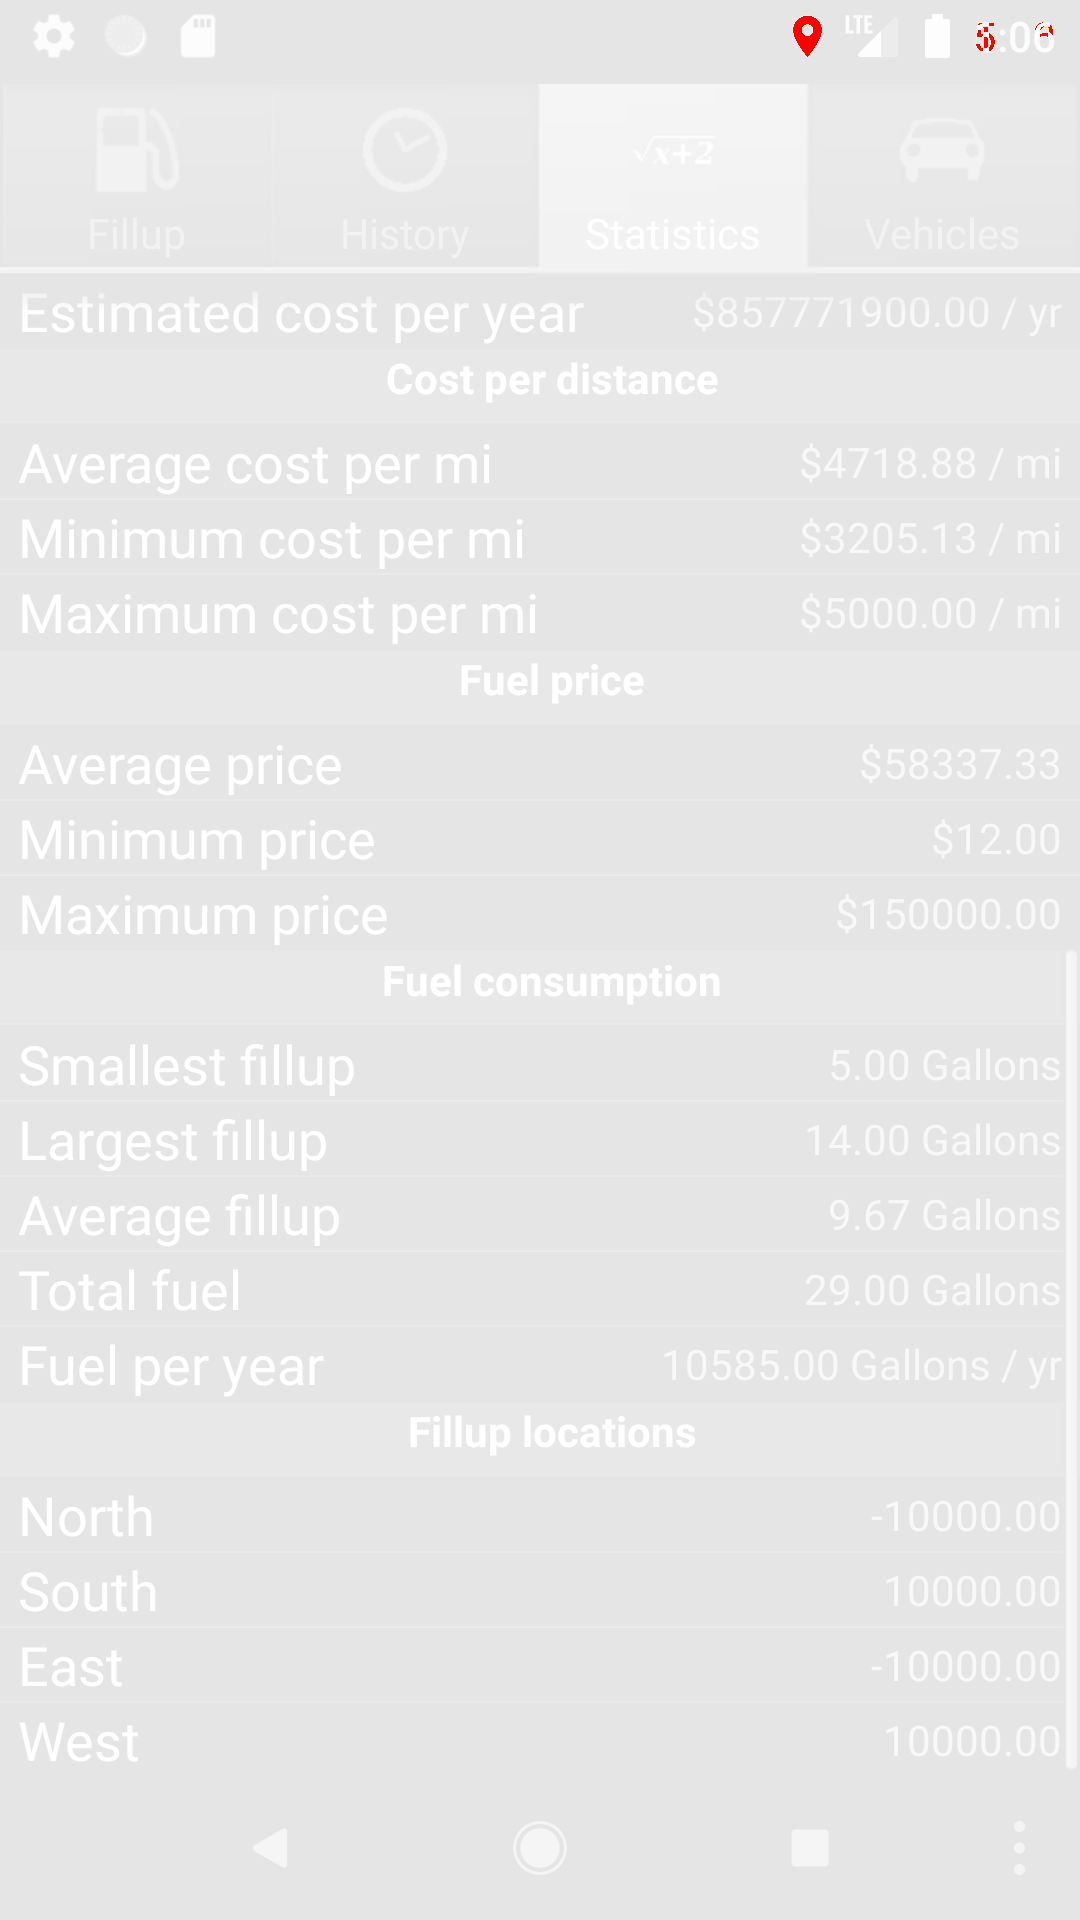 LTE 5:06
Fillup History √x+2 Statistics Vehicles
Estimated cost per year $857771900.00 / yr
Cost per distance
Average cost per mi $4718.88 / mi
Minimum cost per mi $3205.13 / mi
Maximum cost per mi $5000.00 / mi
Fuel price
Average price $58337.33
Minimum price $12.00
Maximum price $150000.00
Fuel consumption
Smallest fillup 5.00 Gallons
Largest fillup 14.00 Gallons
Average fillup 9.67 Gallons
Total fuel 29.00 Gallons
Fuel per year 10585.00 Gallons / yr
Fillup locations
North -10000.00
South 10000.00
East -10000.00
West 10000.00